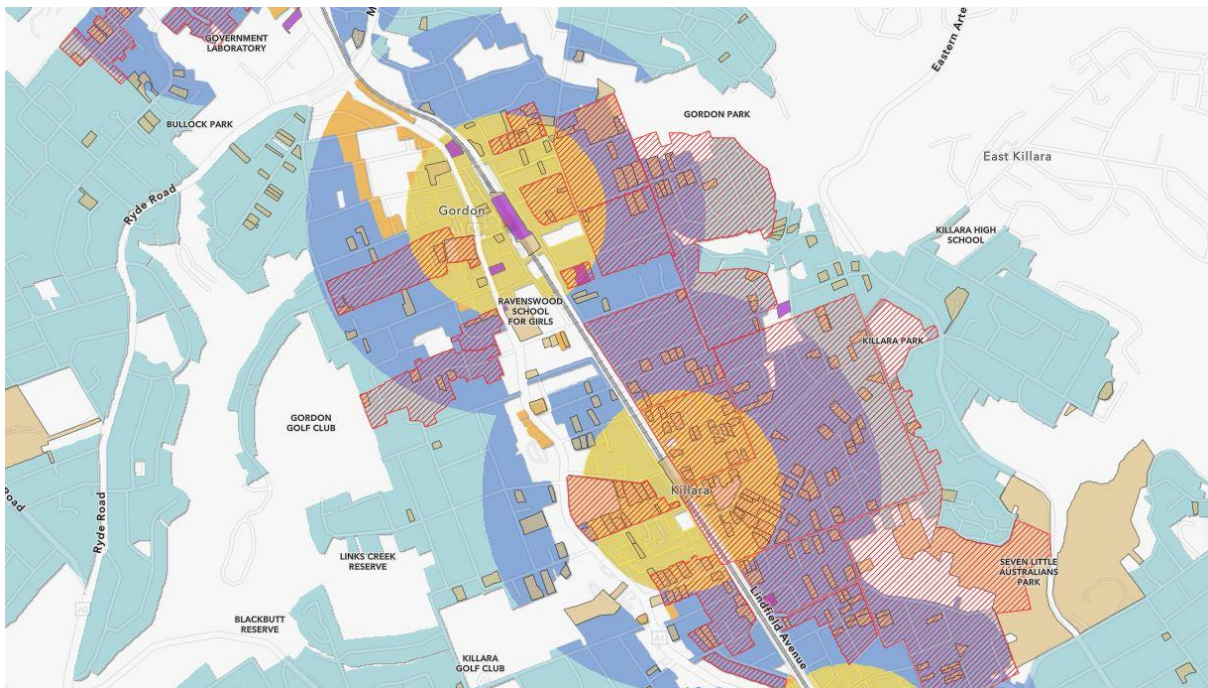 M
GOVERNMENT
LABORATORY
Eastern Arte
BULLOCK PARK
GORDON PARK
East Killara
Ryde Road
Gordon
KILLARA HIGH
SCHOOL
RAVENSWOOD
SCHOOL
FOR GIRLS
KILLARA PARK
GORDON
GOLF CLUB
Road
Killara
Ryde Road
LINKS CREEK
RESERVE
SEVEN LITTLE
AUSTRALIANS
PARK
Lindfield Avenue
A3
BLACKBUTT
RESERVE
A1
KILLARA
GOLF CLUB